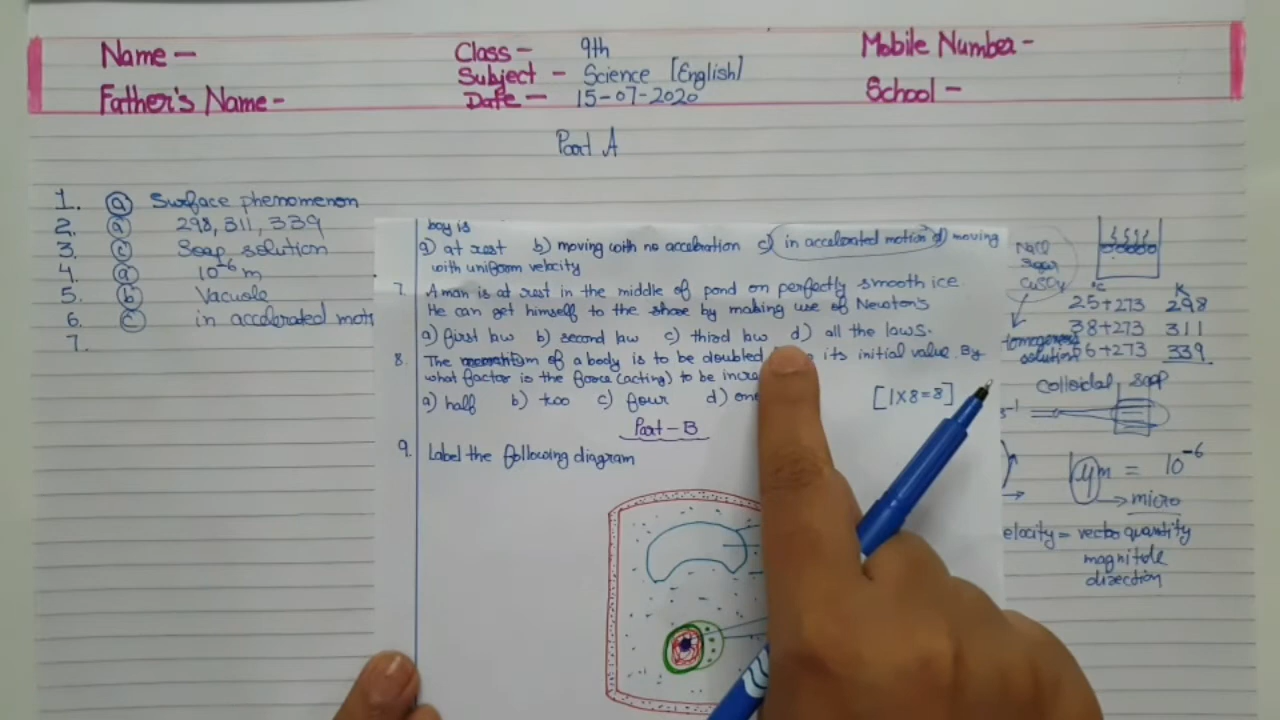 Name –
Class – 9th
Mobile Number –
Subject – Science [English]
Father's Name –
Date – 15-07-2020
School –
Part A
1. (a) Surface phenomenon
2. (a) 298, 311, 339
3. (c) Soap solution
4. (a) 10⁻⁶ m
5. (b) Vacuole
6. (c) in accelerated moti
7.
boy is
a) at rest b) moving with no acceleration c) in accelerated motion d) moving
with uniform velocity
7. A man is at rest in the middle of pond on perfectly smooth ice.
He can get himself to the shore by making use of Newton's
a) first law b) second law c) third law d) all the laws.
8. The momentum of a body is to be doubled its initial value. By
what factor is the force (acting) to be incre
a) half b) two c) four d) one
[1×8=8]
Part – B
9. Label the following diagram
NaCl
Sugar
CuSO4
°C K
25+273 298
38+273 311
66+273 339
solution
Colloidal soap
s⁻¹
1 μm = 10⁻⁶
→ micro
elocity = vector quantity
magnitude
direction